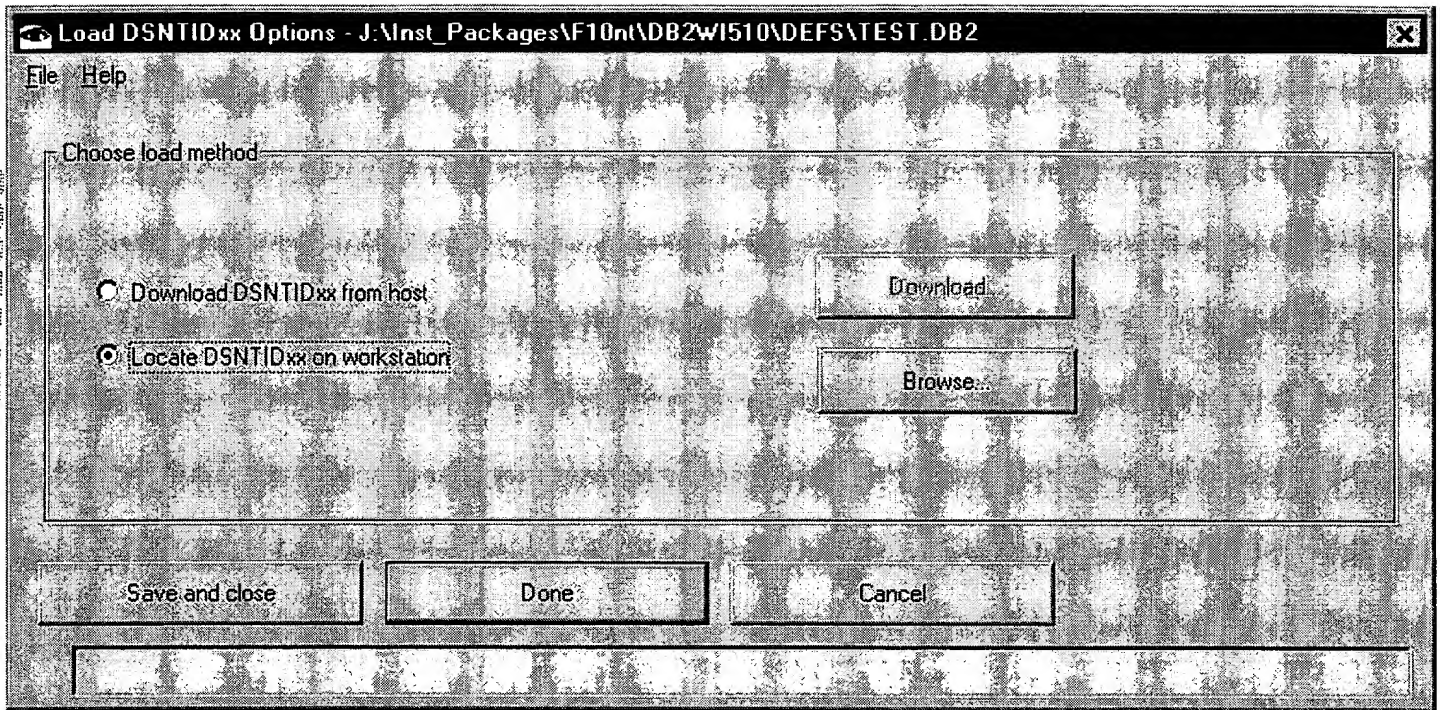 Load DSNTIDxx Options - J:\Inst_Packages\F10nt\DB2WI510\DEFS\TEST.DB2
File Help
Choose load method
Download DSNTIDxx from host
Download...
Locate DSNTIDxx on workstation
Browse...
Save and close
Done
Cancel